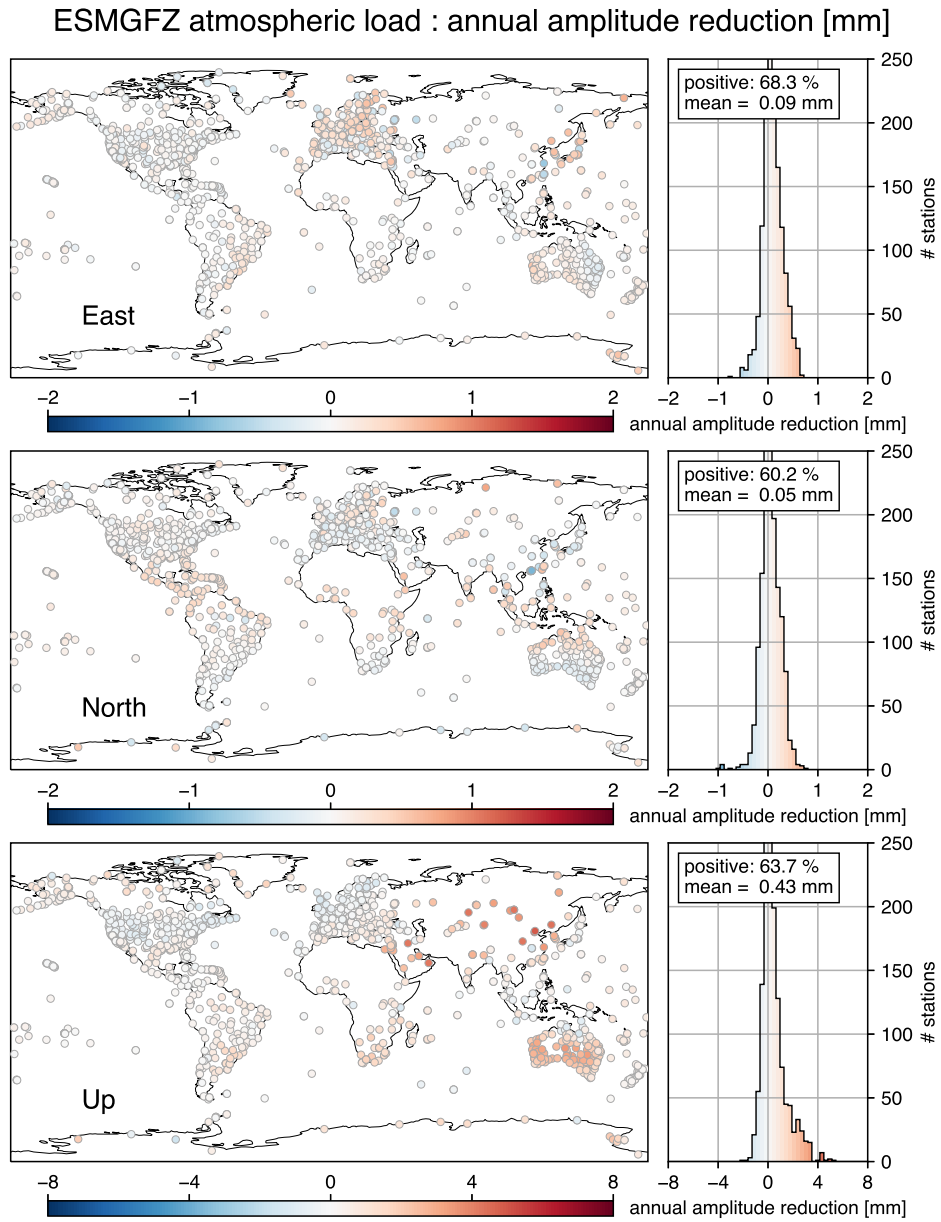 ESMGFZ atmospheric load : annual amplitude reduction [mm]
East
−2 −1 0 1 2
annual amplitude reduction [mm]
positive: 68.3 %
mean = 0.09 mm
250
200
150
100
50
0
# stations
−2 −1 0 1 2
North
−2 −1 0 1 2
annual amplitude reduction [mm]
positive: 60.2 %
mean = 0.05 mm
250
200
150
100
50
0
# stations
−2 −1 0 1 2
Up
−8 −4 0 4 8
annual amplitude reduction [mm]
positive: 63.7 %
mean = 0.43 mm
250
200
150
100
50
0
# stations
−8 −4 0 4 8